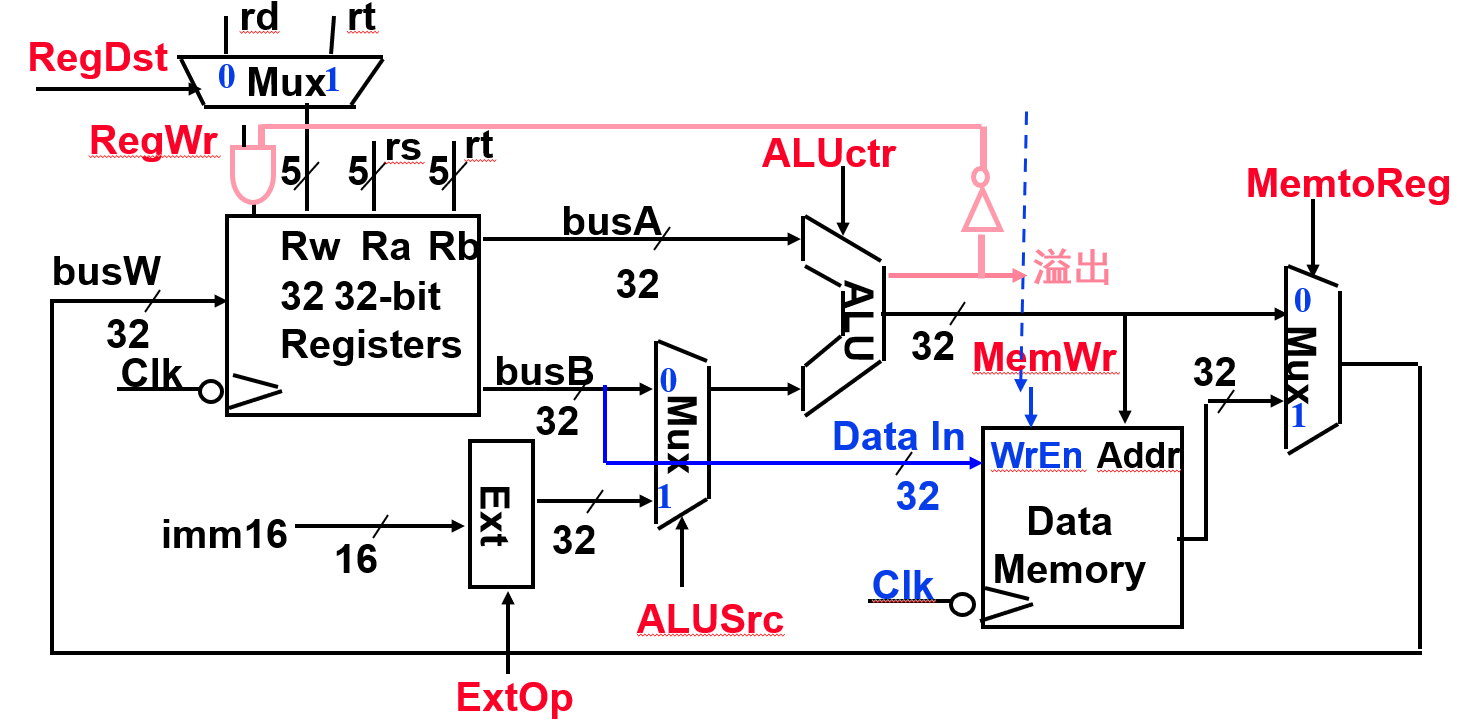 rd rt
RegDst
0 Mux 1
RegWr
5 5 rs 5 rt
ALUctr
MemtoReg
busW
32
Clk
Rw Ra Rb
32 32-bit
Registers
busA
32
busB
32
ALU
溢出
32
MemWr
0
Mux
1
0
Mux
1
32
Data In
32
WrEn Addr
Data
Memory
Clk
imm16
16
Ext
32
ALUSrc
ExtOp